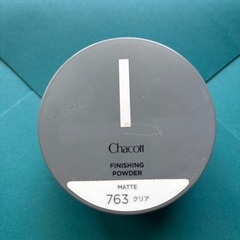 Chacott
FINISHING
POWDER
MATTE
763 クリア